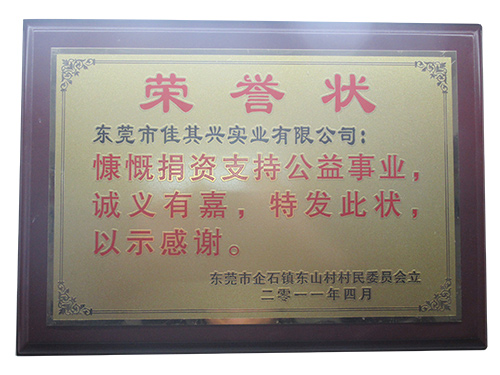 荣誉状
东莞市佳其兴实业有限公司：
慷慨捐资支持公益事业，
诚义有嘉，特发此状，
以示感谢。
东莞市企石镇东山村村民委员会立
二零一一年四月